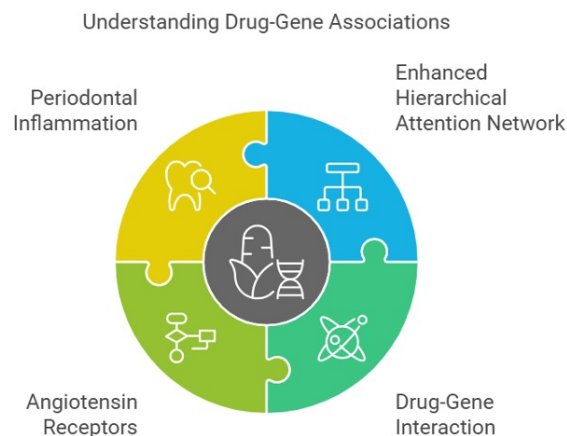 Understanding Drug-Gene Associations
Periodontal
Inflammation
Enhanced
Hierarchical
Attention Network
Angiotensin
Receptors
Drug-Gene
Interaction